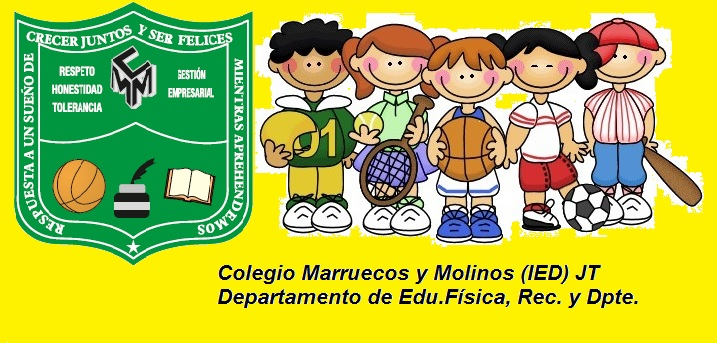 RESPUESTA A UN SUEÑO DE
CRECER JUNTOS Y SER FELICES
MIENTRAS APREHENDEMOS
RESPETO
HONESTIDAD
TOLERANCIA
CMM
GESTIÓN
EMPRESARIAL
01
Colegio Marruecos y Molinos (IED) JT
Departamento de Edu.Física, Rec. y Dpte.